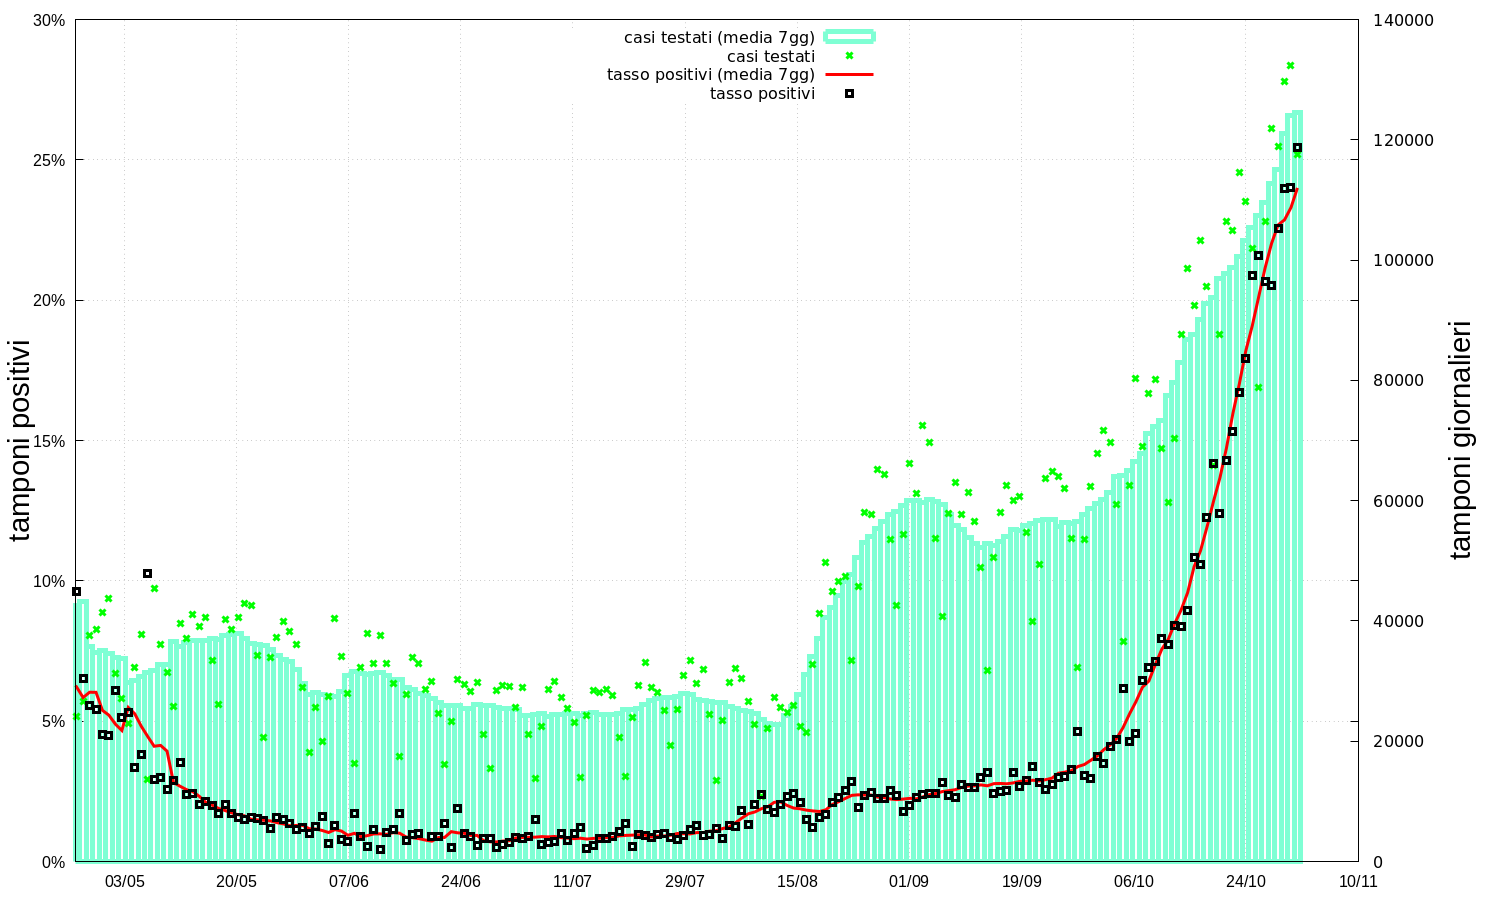 30%
25%
20%
15%
10%
5%
0%
tamponi positivi
casi testati (media 7gg)
casi testati
tasso positivi (media 7gg)
tasso positivi
140000
120000
100000
80000
60000
40000
20000
0
tamponi giornalieri
03/05 20/05 07/06 24/06 11/07 29/07 15/08 01/09 19/09 06/10 24/10 10/11